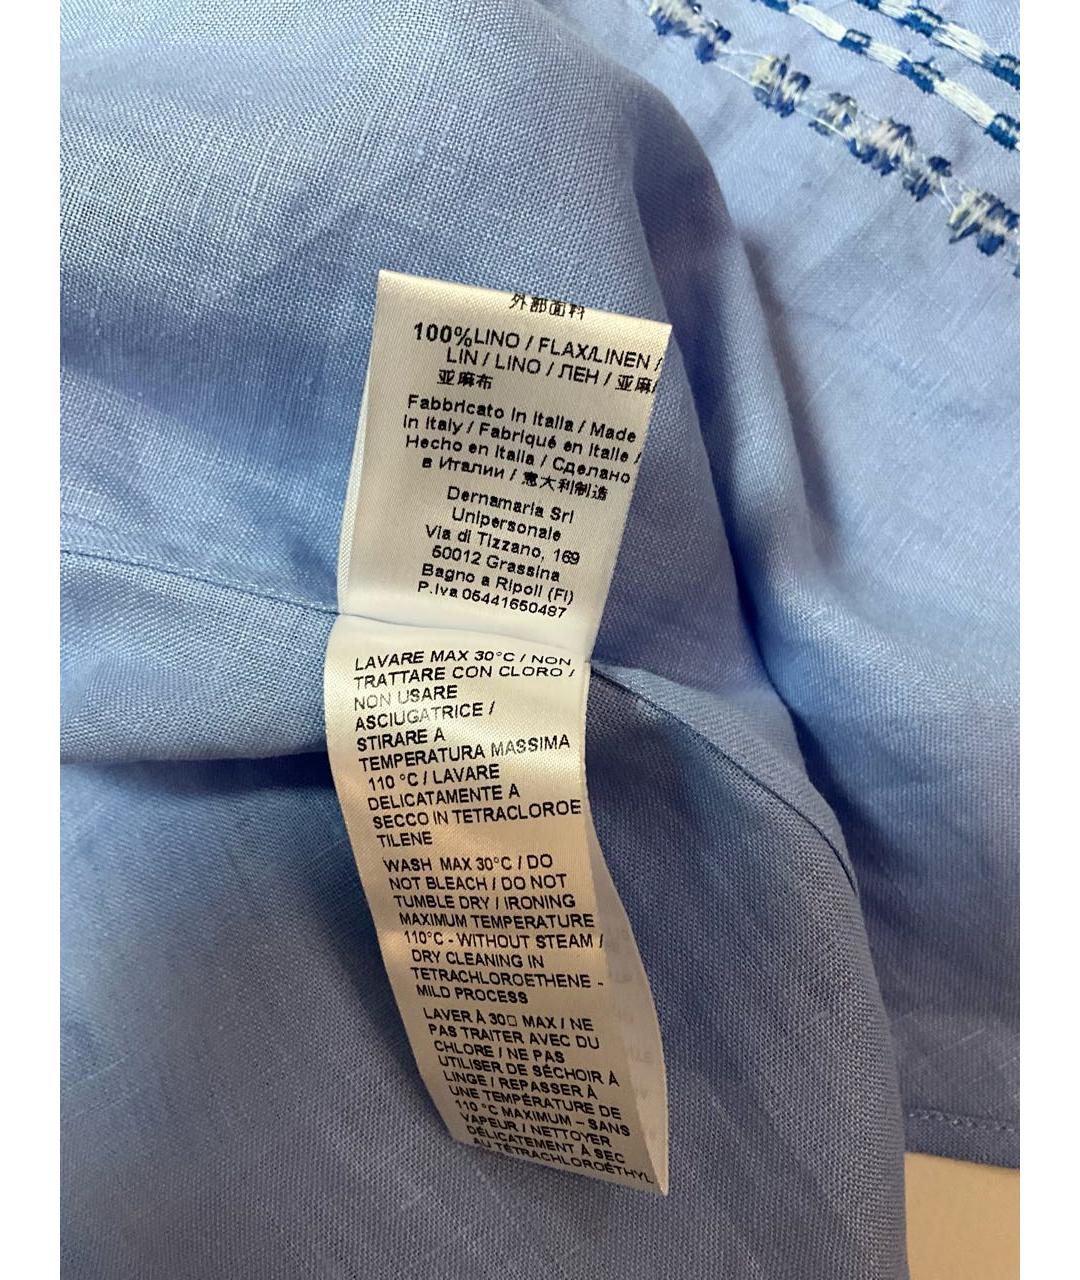 外部面料
100%LINO / FLAX/LINEN /
LIN / LINO / ЛЕН / 亚麻
亚麻布
Fabbricato in Italia / Made
in Italy / Fabriqué en Italie /
Hecho en Italia / Сделано
в Италии / 意大利制造
Dernamaria Srl
Unipersonale
Via di Tizzano, 169
50012 Grassina
Bagno a Ripoli (FI)
P.Iva 05441650487
LAVARE MAX 30°C / NON
TRATTARE CON CLORO /
NON USARE
ASCIUGATRICE /
STIRARE A
TEMPERATURA MASSIMA
110 °C / LAVARE
DELICATAMENTE A
SECCO IN TETRACLOROE
TILENE
WASH MAX 30°C / DO
NOT BLEACH / DO NOT
TUMBLE DRY / IRONING
MAXIMUM TEMPERATURE
110°C - WITHOUT STEAM /
DRY CLEANING IN
TETRACHLOROETHENE -
MILD PROCESS
LAVER À 30□ MAX / NE
PAS TRAITER AVEC DU
CHLORE / NE PAS
UTILISER DE SÉCHOIR À
LINGE / REPASSER À
UNE TEMPÉRATURE DE
110 °C MAXIMUM – SANS
VAPEUR / NETTOYER
DÉLICATEMENT À SEC
AU TÉTRACHLOROÉTHYL